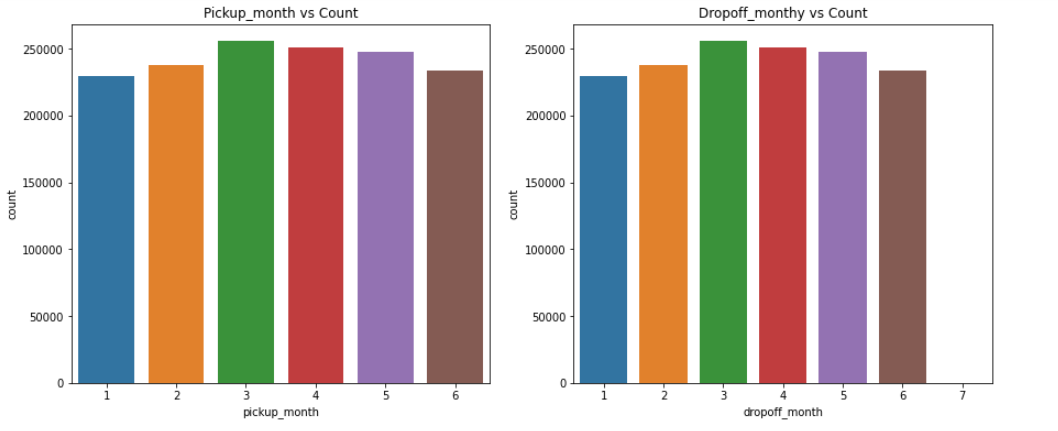 Pickup_month vs Count
250000
200000
150000
100000
50000
0
count
1 2 3 4 5 6
pickup_month
Dropoff_monthy vs Count
250000
200000
150000
100000
50000
0
count
1 2 3 4 5 6 7
dropoff_month